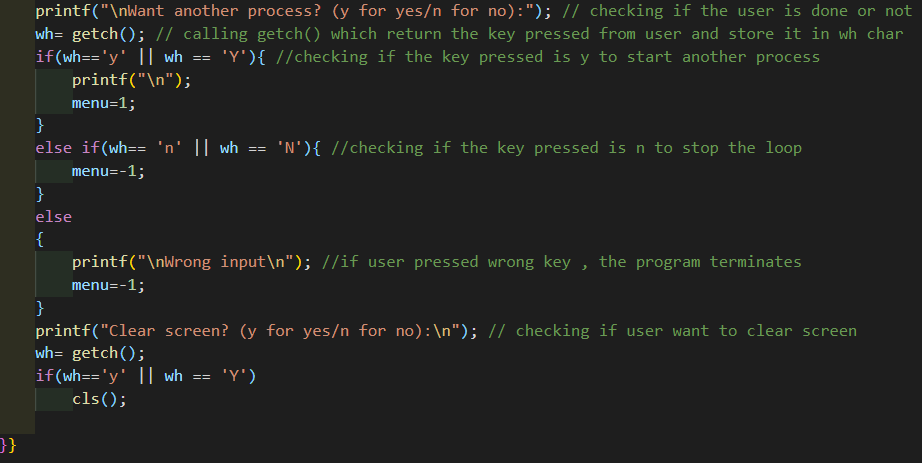 printf("\nWant another process? (y for yes/n for no):"); // checking if the user is done or not
wh= getch(); // calling getch() which return the key pressed from user and store it in wh char
if(wh=='y' || wh == 'Y'){ //checking if the key pressed is y to start another process
printf("\n");
menu=1;
}
else if(wh== 'n' || wh == 'N'){ //checking if the key pressed is n to stop the loop
menu=-1;
}
else
{
printf("\nWrong input\n"); //if user pressed wrong key , the program terminates
menu=-1;
}
printf("Clear screen? (y for yes/n for no):\n"); // checking if user want to clear screen
wh= getch();
if(wh=='y' || wh == 'Y')
cls();
}}